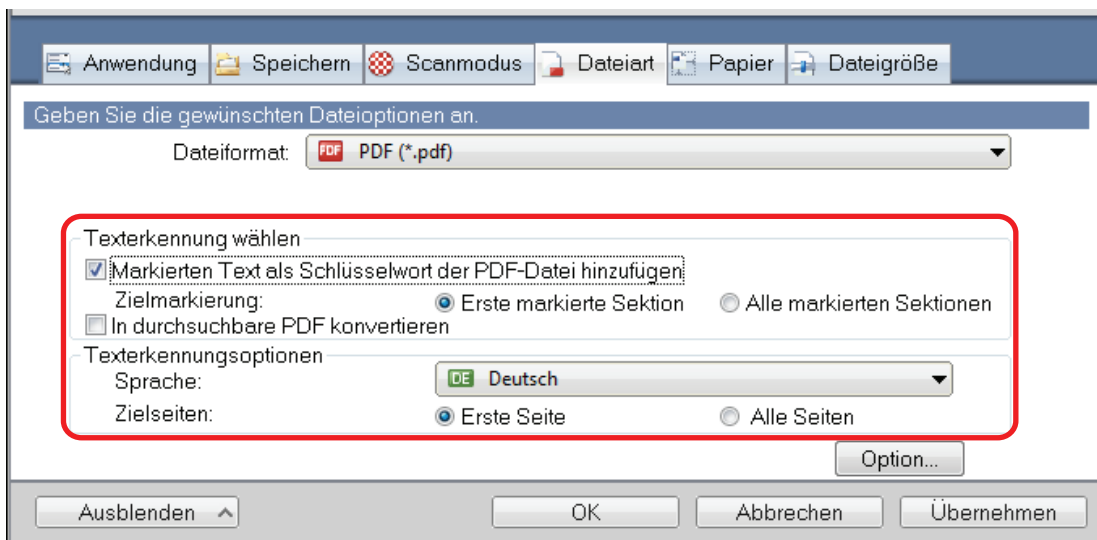 Anwendung Speichern Scanmodus Dateiart Papier Dateigröße
Geben Sie die gewünschten Dateioptionen an.
Dateiformat: PDF PDF (*.pdf)
Texterkennung wählen
Markierten Text als Schlüsselwort der PDF-Datei hinzufügen
Zielmarkierung: Erste markierte Sektion Alle markierten Sektionen
In durchsuchbare PDF konvertieren
Texterkennungsoptionen
Sprache: DE Deutsch
Zielseiten: Erste Seite Alle Seiten
Option...
Ausblenden OK Abbrechen Übernehmen